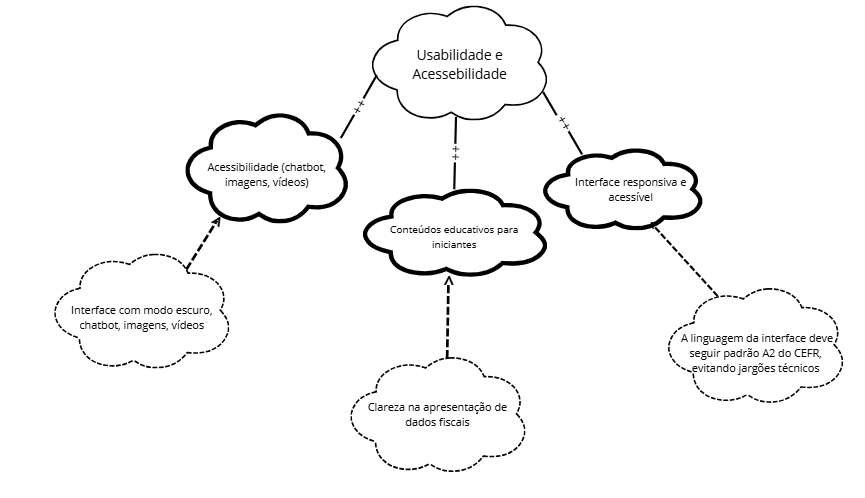 Usabilidade e
Acessebilidade
++
++
++
Acessibilidade (chatbot,
imagens, vídeos)
Conteúdos educativos para
iniciantes
Interface responsiva e
acessível
Interface com modo escuro,
chatbot, imagens, vídeos
Clareza na apresentação de
dados fiscais
A linguagem da interface deve
seguir padrão A2 do CEFR,
evitando jargões técnicos